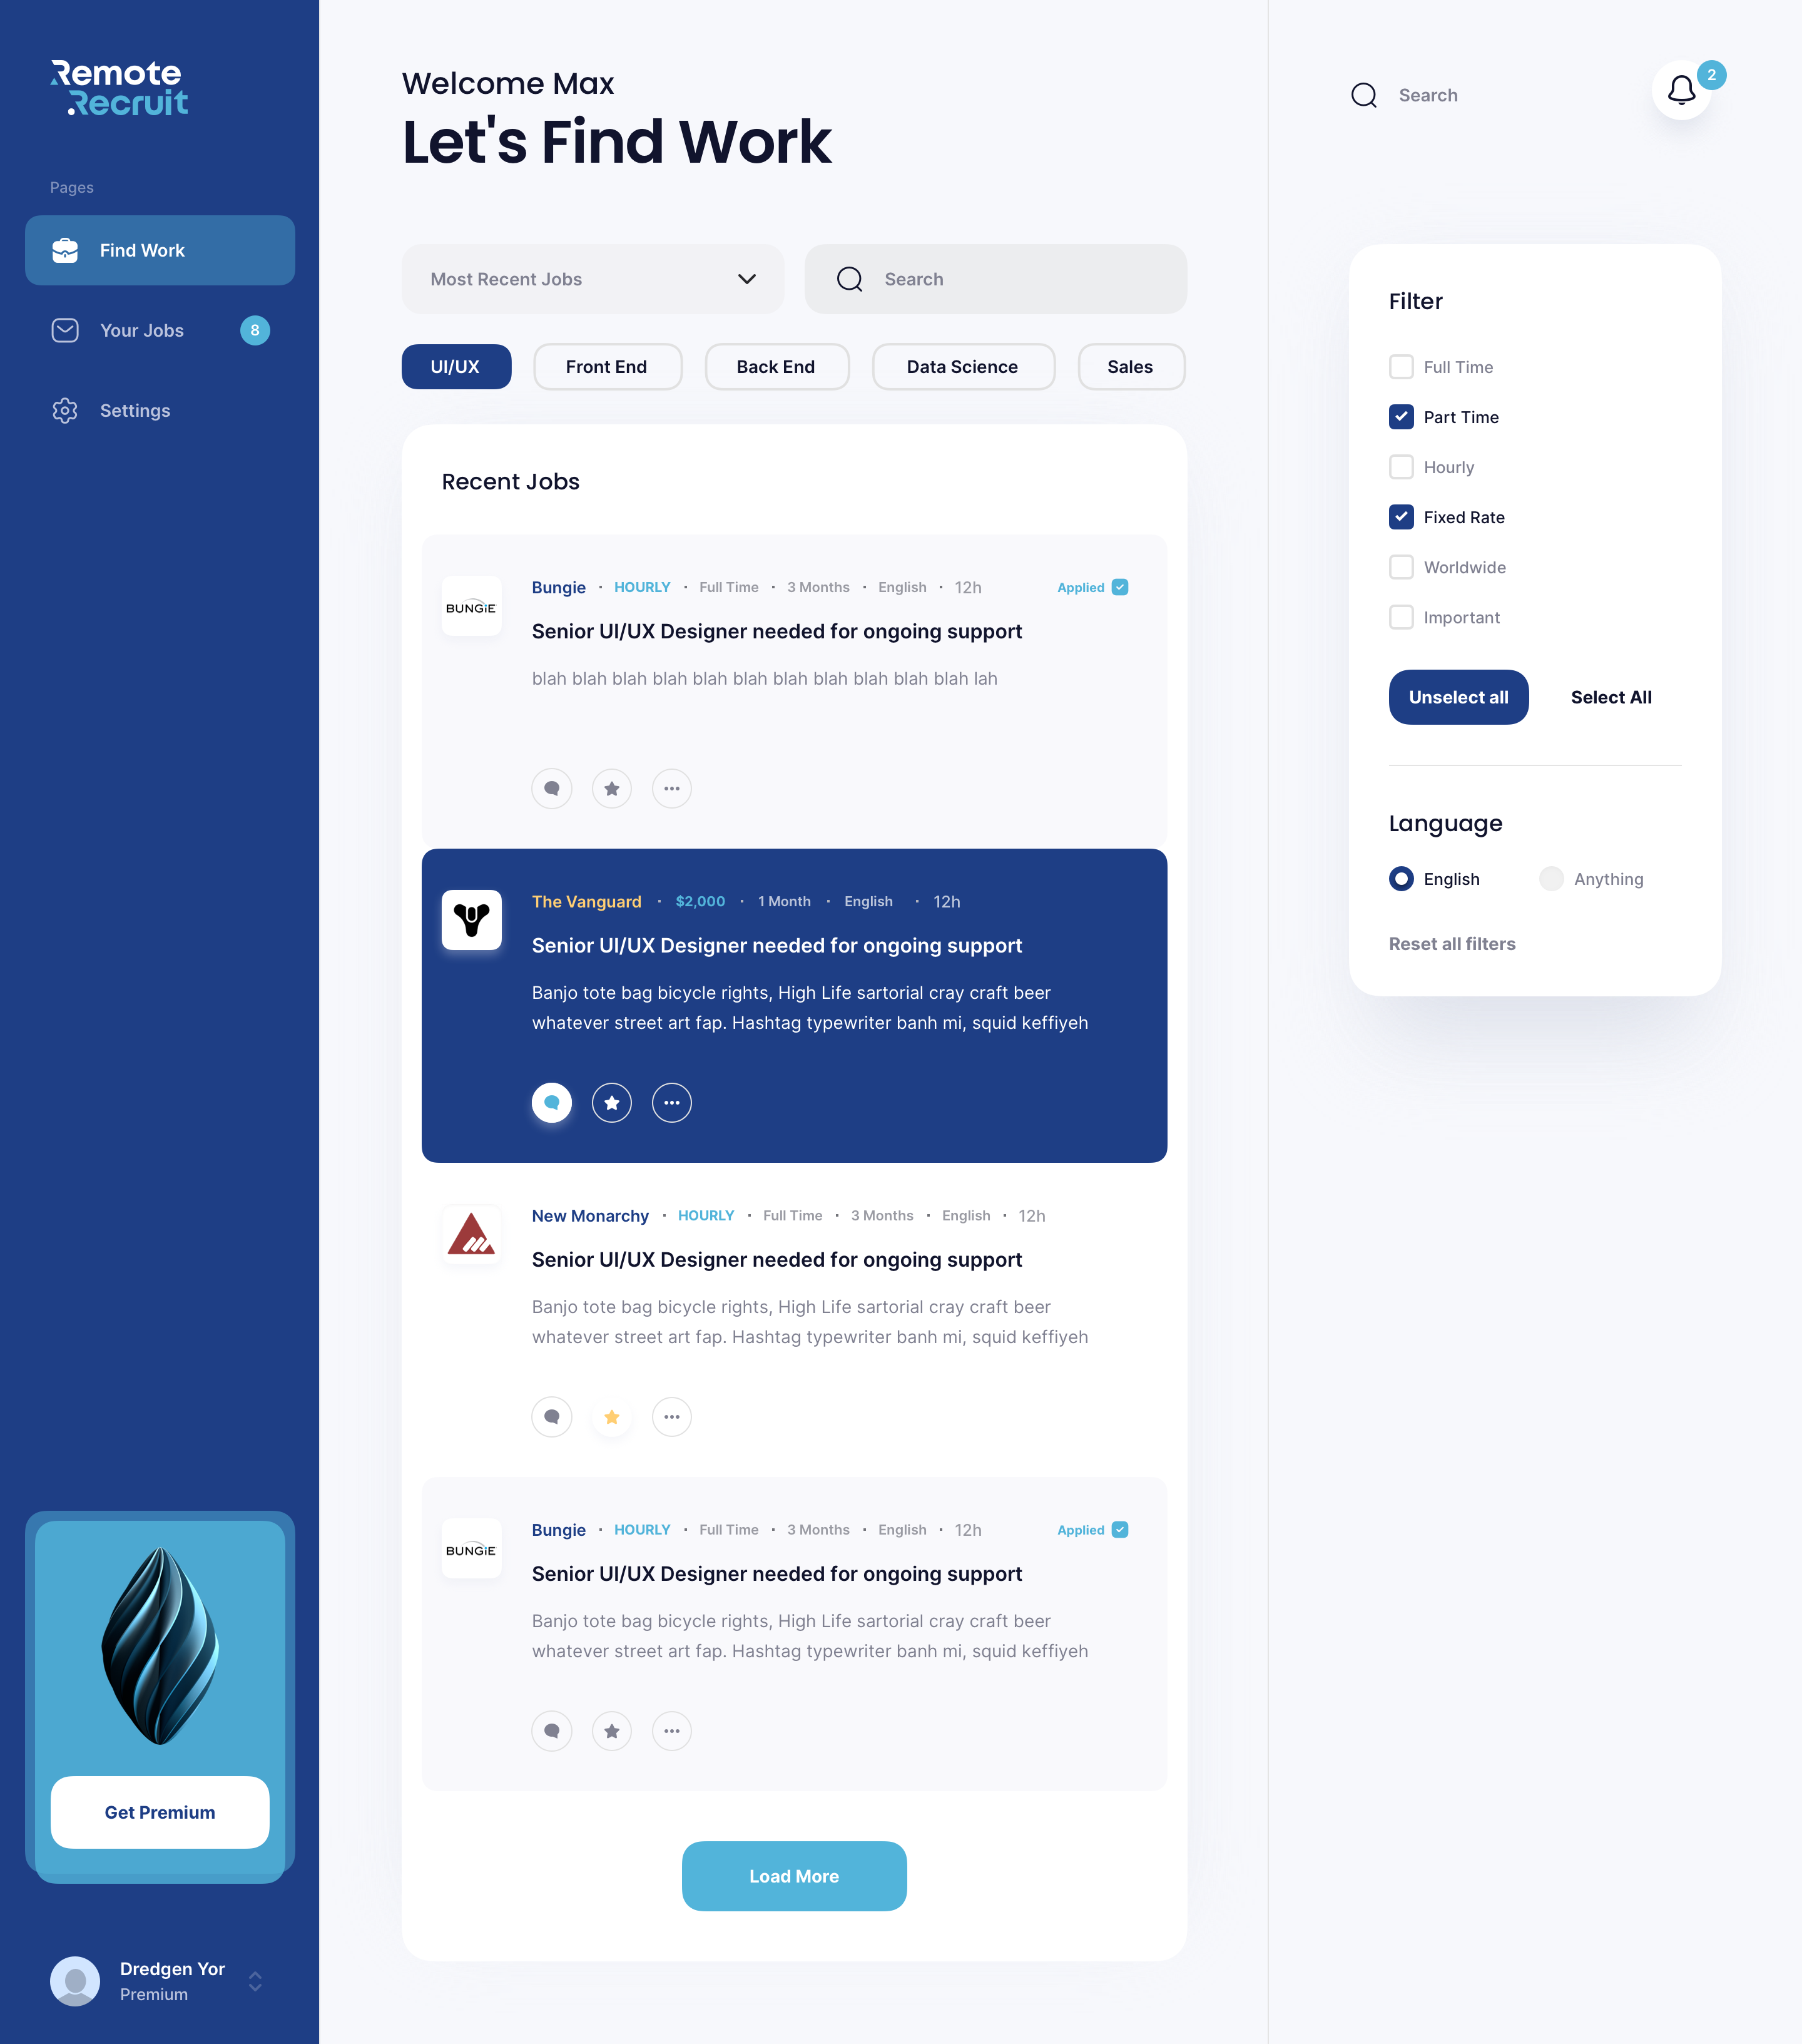 Remote
Recruit
Pages
Find Work
Your Jobs 8
Settings
Get Premium
Dredgen Yor
Premium
Welcome Max
Let's Find Work
Most Recent Jobs
Search
UI/UX
Front End
Back End
Data Science
Sales
Recent Jobs
BUNGiE
Bungie · HOURLY · Full Time · 3 Months · English · 12h
Applied
Senior UI/UX Designer needed for ongoing support
blah blah blah blah blah blah blah blah blah blah blah lah
The Vanguard · $2,000 · 1 Month · English · 12h
Senior UI/UX Designer needed for ongoing support
Banjo tote bag bicycle rights, High Life sartorial cray craft beer
whatever street art fap. Hashtag typewriter banh mi, squid keffiyeh
New Monarchy · HOURLY · Full Time · 3 Months · English · 12h
Senior UI/UX Designer needed for ongoing support
Banjo tote bag bicycle rights, High Life sartorial cray craft beer
whatever street art fap. Hashtag typewriter banh mi, squid keffiyeh
BUNGiE
Bungie · HOURLY · Full Time · 3 Months · English · 12h
Applied
Senior UI/UX Designer needed for ongoing support
Banjo tote bag bicycle rights, High Life sartorial cray craft beer
whatever street art fap. Hashtag typewriter banh mi, squid keffiyeh
Load More
Search
2
Filter
Full Time
Part Time
Hourly
Fixed Rate
Worldwide
Important
Unselect all
Select All
Language
English
Anything
Reset all filters